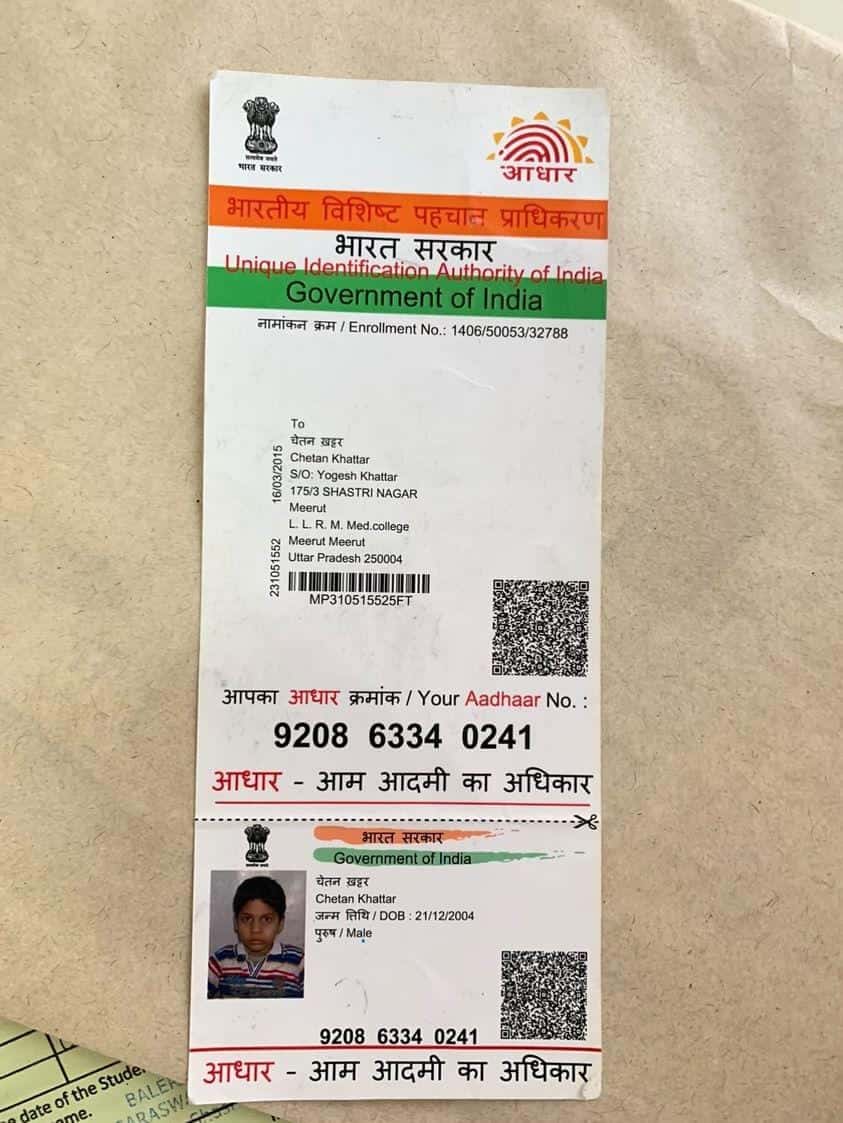 सत्यमेव जयते
भारत सरकार
आधार
भारतीय विशिष्ट पहचान प्राधिकरण
भारत सरकार
Unique Identification Authority of India
Government of India
नामांकन क्रम / Enrollment No.: 1406/50053/32788
To
चेतन ख़ट्टर
Chetan Khattar
S/O: Yogesh Khattar
175/3 SHASTRI NAGAR
Meerut
L. L. R. M. Med.college
Meerut Meerut
Uttar Pradesh 250004
231051552 16/03/2015
MP310515525FT
आपका आधार क्रमांक / Your Aadhaar No. :
9208 6334 0241
आधार - आम आदमी का अधिकार
भारत सरकार
Government of India
चेतन ख़ट्टर
Chetan Khattar
जन्म तिथि / DOB : 21/12/2004
पुरुष / Male
9208 6334 0241
आधार - आम आदमी का अधिकार
date of the Stude